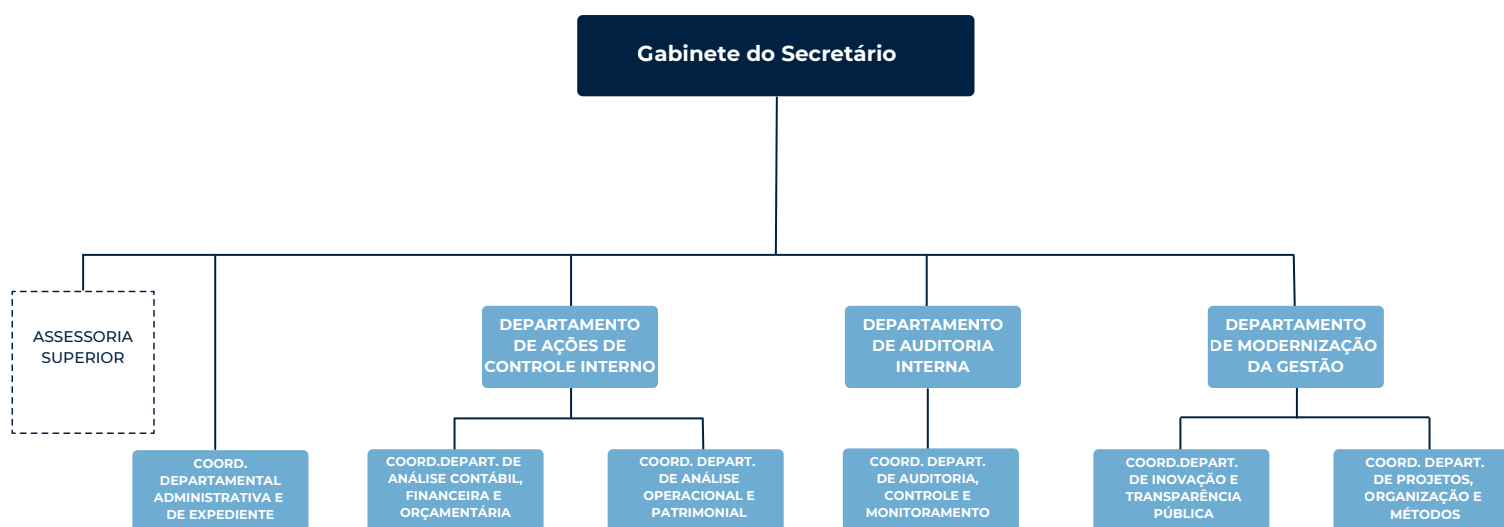 Gabinete do Secretário
ASSESSORIA
SUPERIOR
DEPARTAMENTO
DE AÇÕES DE
CONTROLE INTERNO
DEPARTAMENTO
DE AUDITORIA
INTERNA
DEPARTAMENTO
DE MODERNIZAÇÃO
DA GESTÃO
COORD.
DEPARTAMENTAL
ADMINISTRATIVA E
DE EXPEDIENTE
COORD.DEPART. DE
ANÁLISE CONTÁBIL,
FINANCEIRA E
ORÇAMENTÁRIA
COORD. DEPART.
DE ANÁLISE
OPERACIONAL E
PATRIMONIAL
COORD. DEPART.
DE AUDITORIA,
CONTROLE E
MONITORAMENTO
COORD.DEPART.
DE INOVAÇÃO E
TRANSPARÊNCIA
PÚBLICA
COORD. DEPART.
DE PROJETOS,
ORGANIZAÇÃO E
MÉTODOS